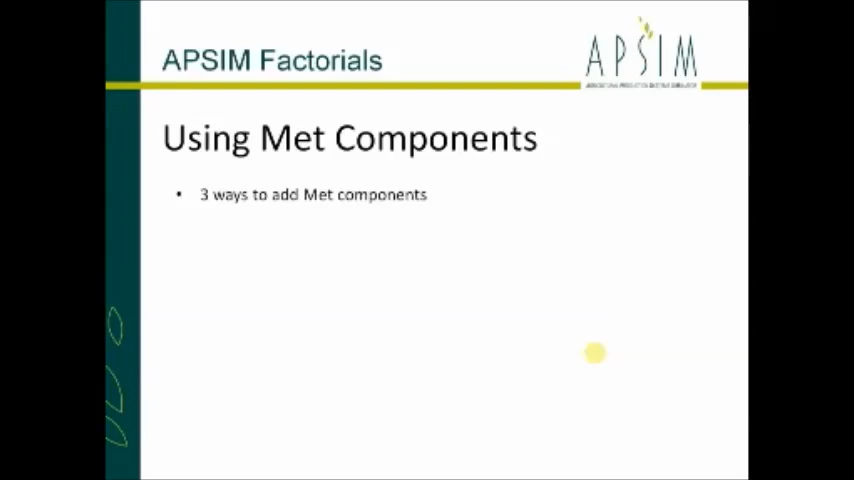 APSIM Factorials
APSIM
Using Met Components
• 3 ways to add Met components